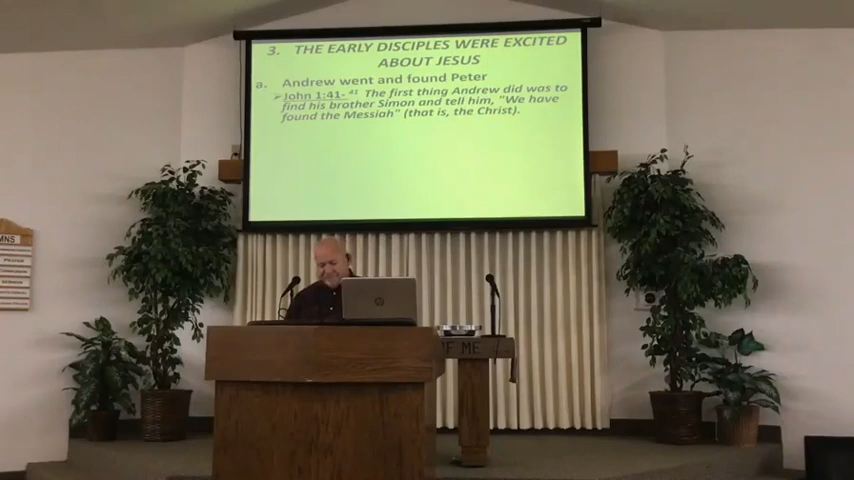 3. THE EARLY DISCIPLES WERE EXCITED
ABOUT JESUS
a. Andrew went and found Peter
➢ John 1:41- 41 The first thing Andrew did was to
find his brother Simon and tell him, "We have
found the Messiah" (that is, the Christ).
MNS
PRAYER
OF ME